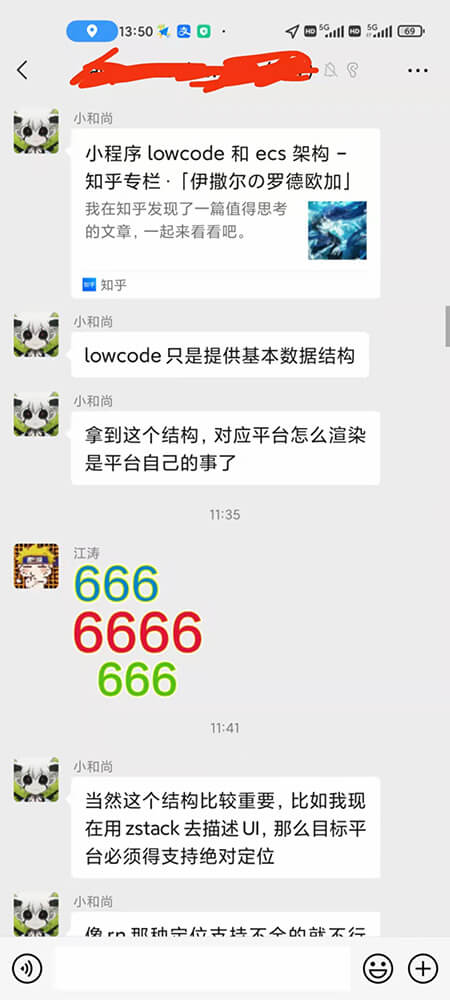 13:50
HD 5G HD 5G 69
小和尚
小程序 lowcode 和 ecs 架构 –
知乎专栏 ·「伊撒尔の罗德欧加」
我在知乎发现了一篇值得思考
的文章，一起来看看吧。
知乎 知乎
小和尚
lowcode 只是提供基本数据结构
小和尚
拿到这个结构，对应平台怎么渲染
是平台自己的事了
11:35
江涛
666
6666
666
11:41
小和尚
当然这个结构比较重要，比如我现
在用 zstack 去描述 UI，那么目标平
台必须得支持绝对定位
小和尚
像 rn 那种定位支持不全的就不行